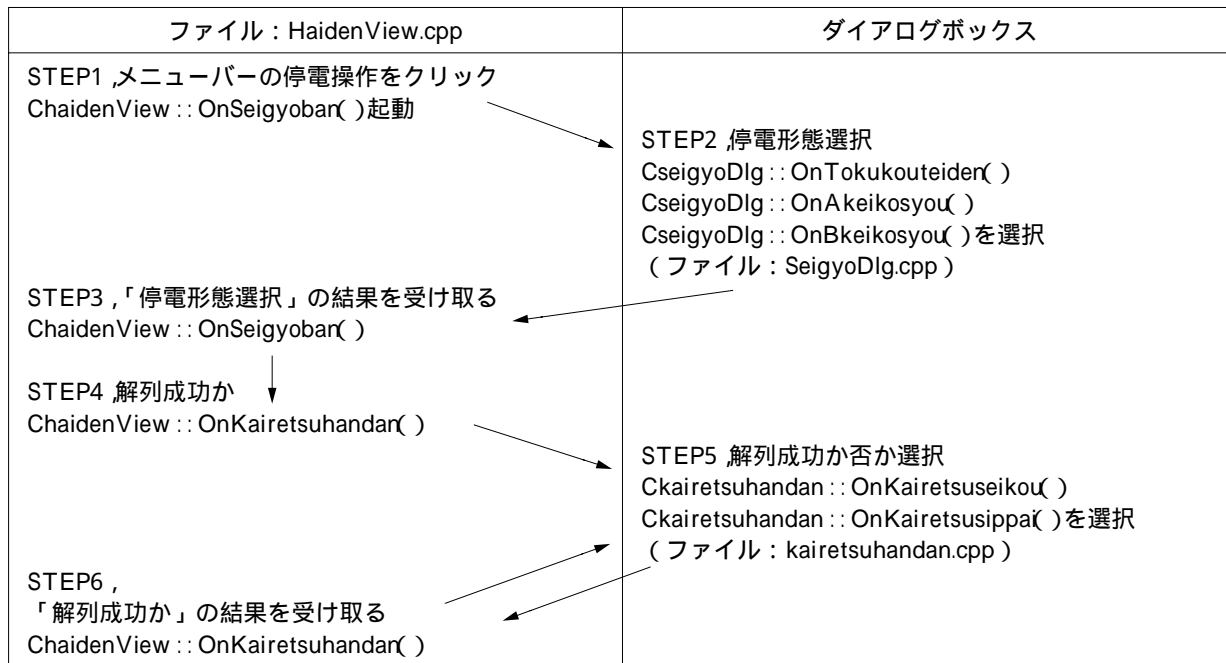 ファイル：HaidenView.cpp
ダイアログボックス
STEP1，メニューバーの停電操作をクリック
ChaidenView::OnSeigyoban( )起動
STEP2，停電形態選択
CseigyoDlg::OnTokukouteiden( )
CseigyoDlg::OnAkeikosyou( )
CseigyoDlg::OnBkeikosyou( )を選択
（ファイル：SeigyoDlg.cpp）
STEP3，「停電形態選択」の結果を受け取る
ChaidenView::OnSeigyoban( )
STEP4，解列成功か
ChaidenView::OnKairetsuhandan( )
STEP5，解列成功か否か選択
Ckairetsuhandan::OnKairetsuseikou( )
Ckairetsuhandan::OnKairetsusippai( )を選択
（ファイル：kairetsuhandan.cpp）
STEP6，
「解列成功か」の結果を受け取る
ChaidenView::OnKairetsuhandan( )